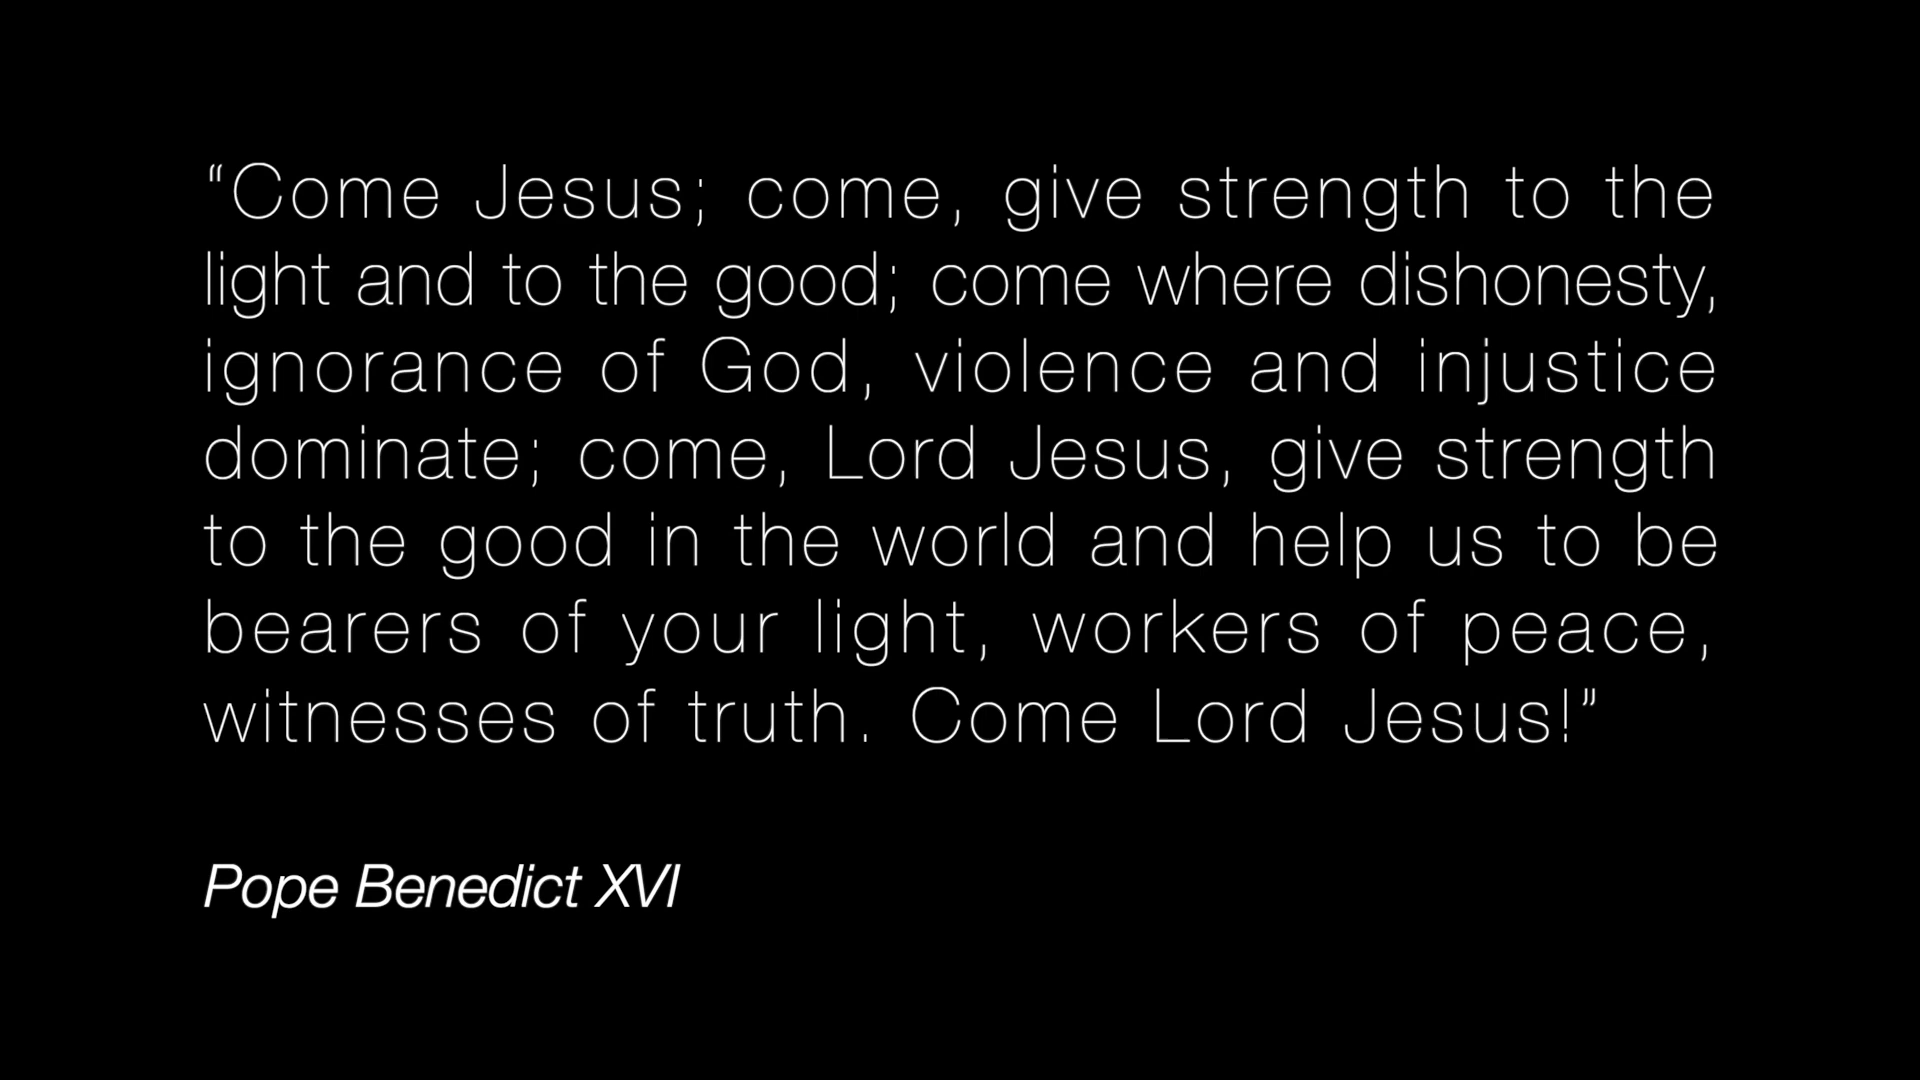 “Come Jesus; come, give strength to the
light and to the good; come where dishonesty,
ignorance of God, violence and injustice
dominate; come, Lord Jesus, give strength
to the good in the world and help us to be
bearers of your light, workers of peace,
witnesses of truth. Come Lord Jesus!”
Pope Benedict XVI